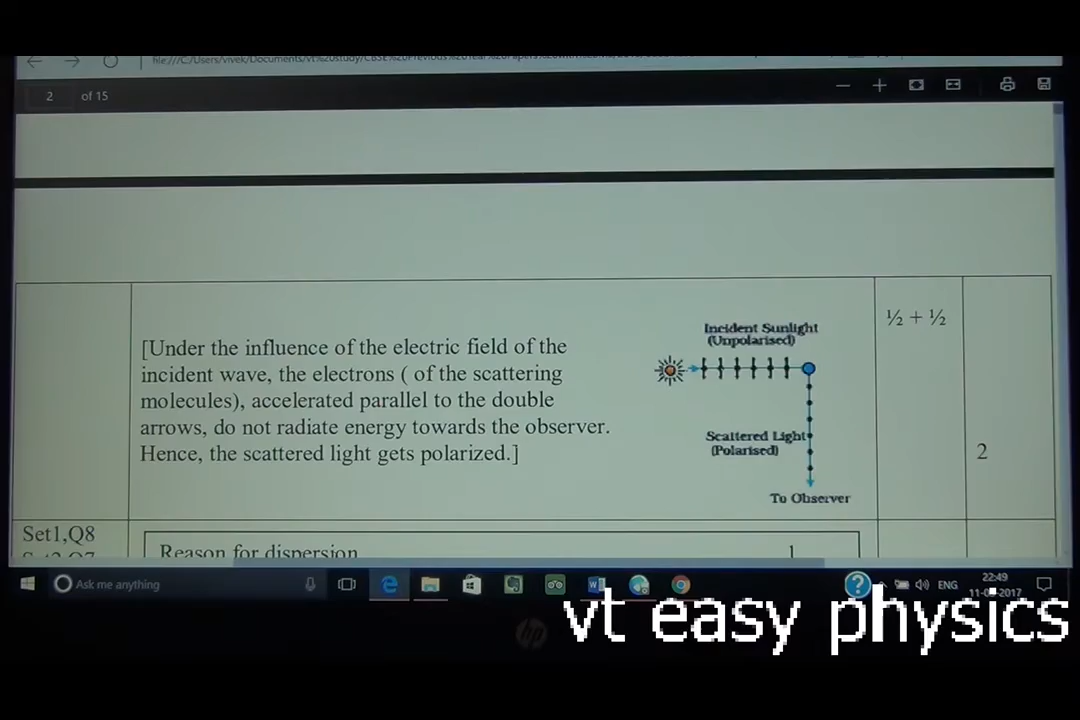 2 of 15
Incident Sunlight
(Unpolarised)
½ + ½
[Under the influence of the electric field of the
incident wave, the electrons ( of the scattering
molecules), accelerated parallel to the double
arrows, do not radiate energy towards the observer.
Hence, the scattered light gets polarized.]
Scattered Light
(Polarised)
2
To Observer
Set1,Q8
Reason for dispersion 1
Ask me anything
ENG
22:49
hp
vt easy physics